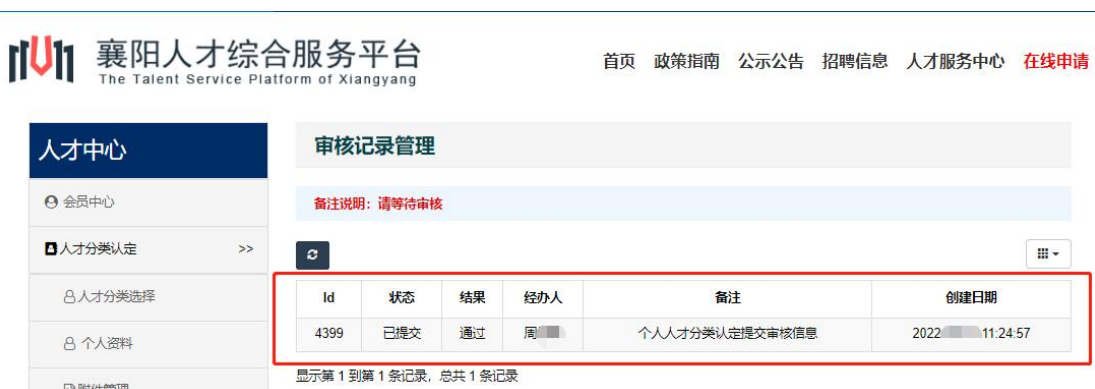 襄阳人才综合服务平台
The Talent Service Platform of Xiangyang
首页 政策指南 公示公告 招聘信息 人才服务中心 在线申请
人才中心
会员中心
人才分类认定 >>
人才分类选择
个人资料
附件管理
审核记录管理
备注说明：请等待审核
Id 状态 结果 经办人 备注 创建日期
4399 已提交 通过 周 个人人才分类认定提交审核信息 2022 11:24:57
显示第 1 到第 1 条记录，总共 1 条记录